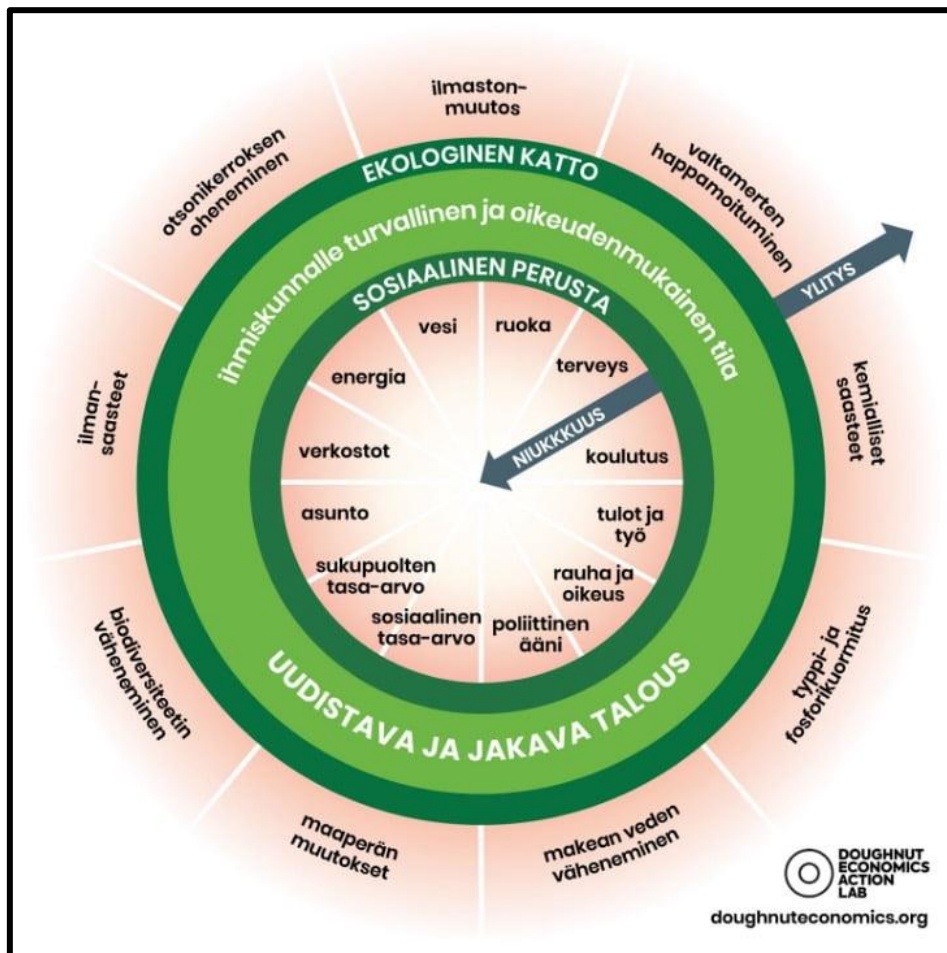 ilmaston-
muutos
valtamerten
happamoituminen
kemialliset
saasteet
typpi- ja
fosforikuormitus
makean veden
väheneminen
maaperän
muutokset
biodiversiteetin
väheneminen
ilman-
saasteet
otsonikerroksen
oheneminen
EKOLOGINEN KATTO
ihmiskunnalle turvallinen ja oikeudenmukainen tila
SOSIAALINEN PERUSTA
YLITYS
NIUKKKUUS
vesi
ruoka
energia
terveys
verkostot
koulutus
asunto
tulot ja
työ
sukupuolten
tasa-arvo
rauha ja
oikeus
sosiaalinen
tasa-arvo
poliittinen
ääni
UUDISTAVA JA JAKAVA TALOUS
DOUGHNUT
ECONOMICS
ACTION
LAB
doughnuteconomics.org